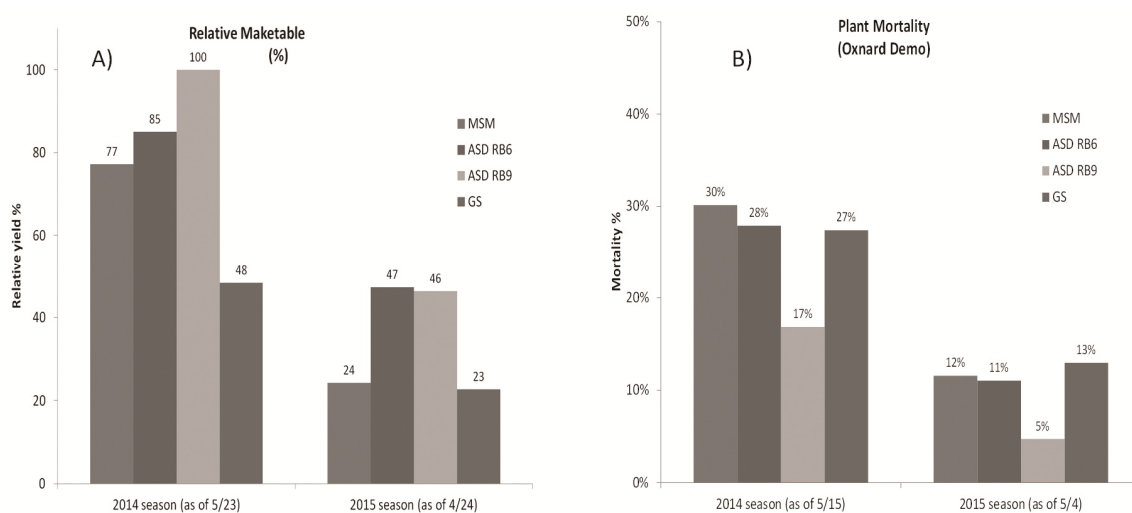 Relative Maketable
(%)
A)
100
80
60
40
20
0
Relative yield %
77
85
100
48
24
47
46
23
MSM
ASD RB6
ASD RB9
GS
2014 season (as of 5/23)
2015 season (as of 4/24)
Plant Mortality
(Oxnard Demo)
B)
50%
40%
30%
20%
10%
0%
Mortality %
30%
28%
17%
27%
12%
11%
5%
13%
MSM
ASD RB6
ASD RB9
GS
2014 season (as of 5/15)
2015 season (as of 5/4)